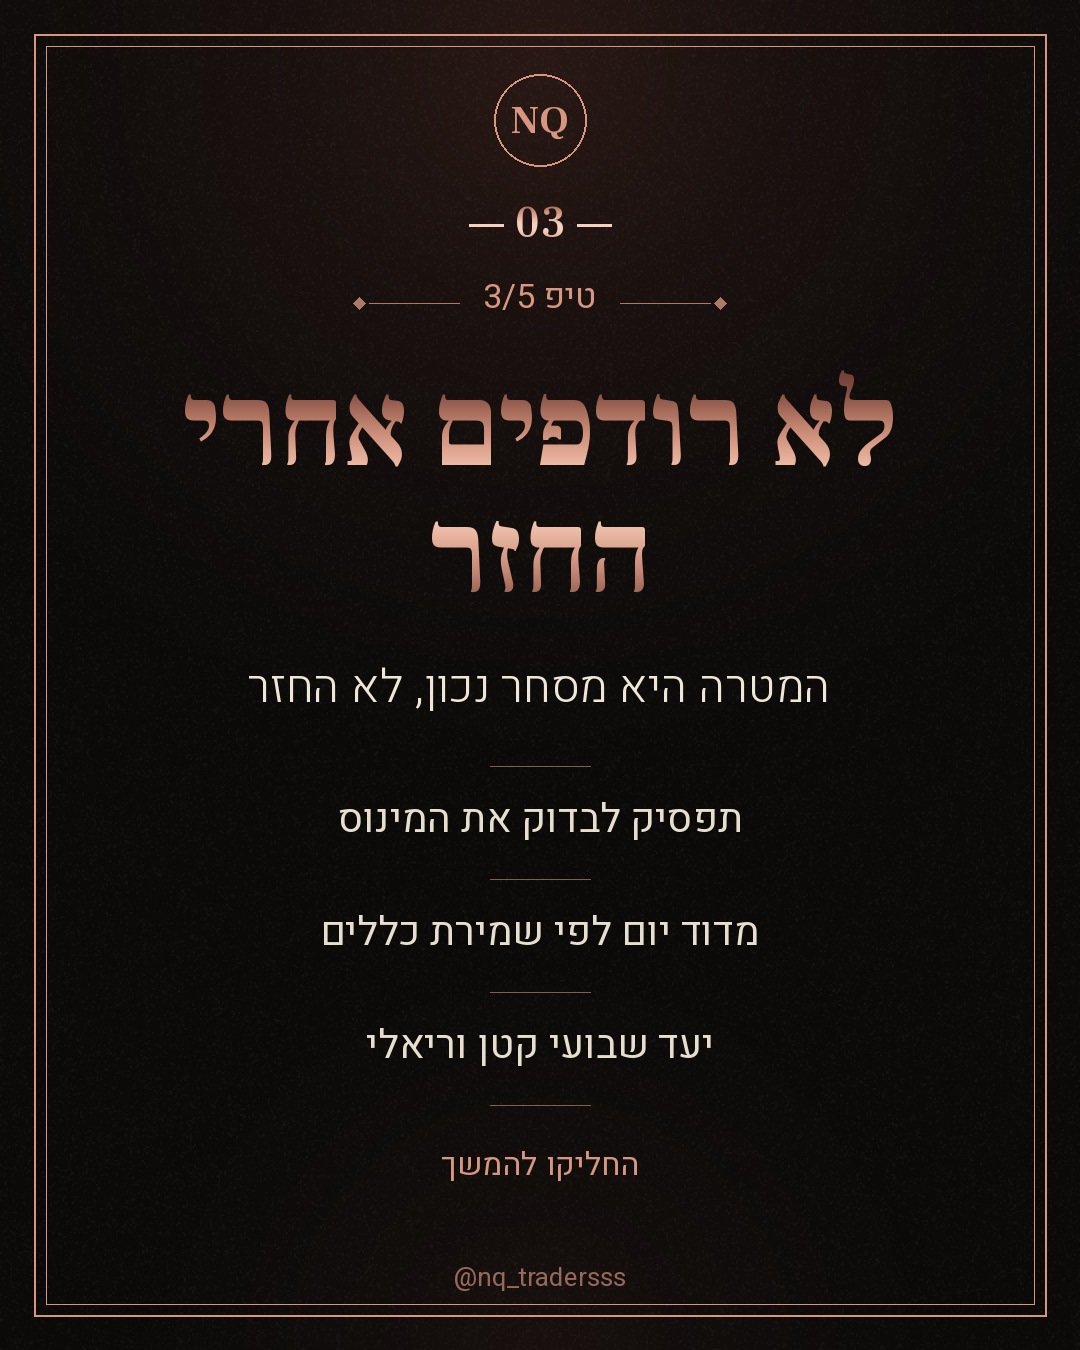 NQ
— 03 —
טיפ 3/5
לא רודפים אחרי
החזר
המטרה היא מסחר נכון, לא החזר
תפסיק לבדוק את המינוס
מדוד יום לפי שמירת כללים
יעד שבועי קטן וריאלי
החליקו להמשך
@nq_tradersss